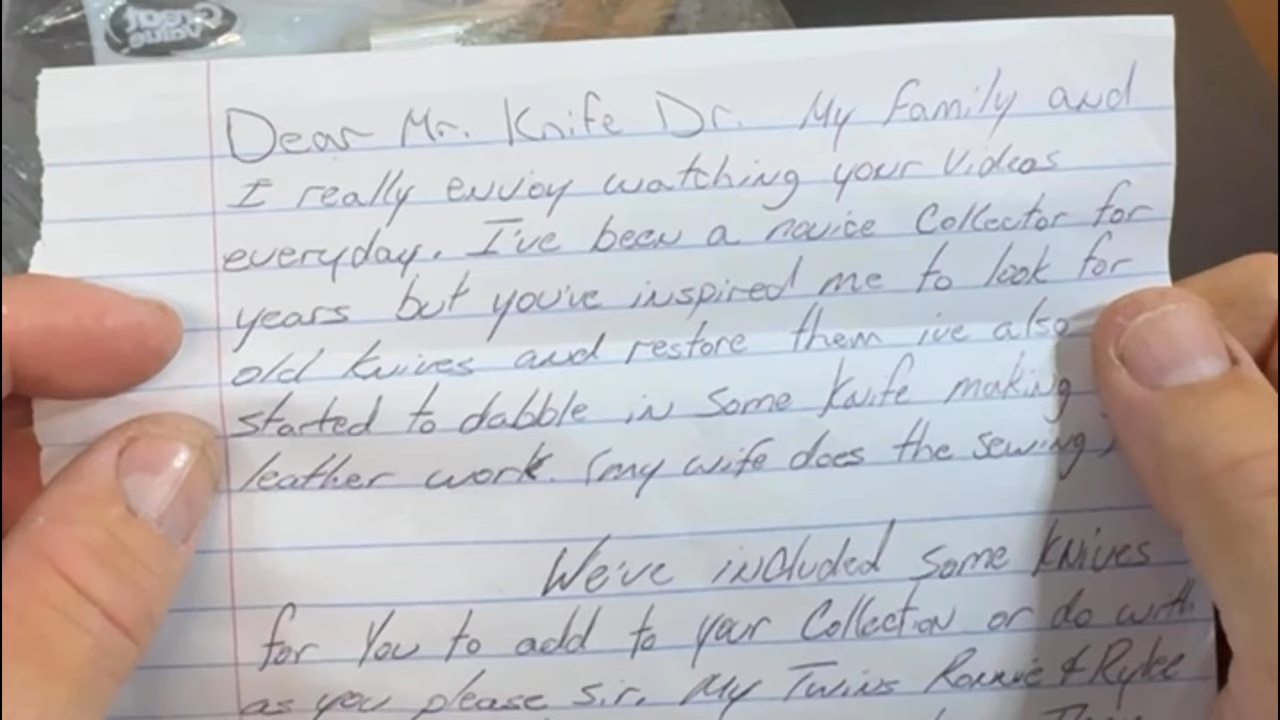 Great Value
Dear Mr. Knife Dr. My Family and
I really enjoy watching your Videos
everyday. I've been a novice Collector for
years but you've inspired me to look for
old knives and restore them ive also
started to dabble in some knife making
leather work. (my wife does the sewing)
We've included some knives
for You to add to your Collection or do with
as you please sir. My Twins Ronnie & Rylee